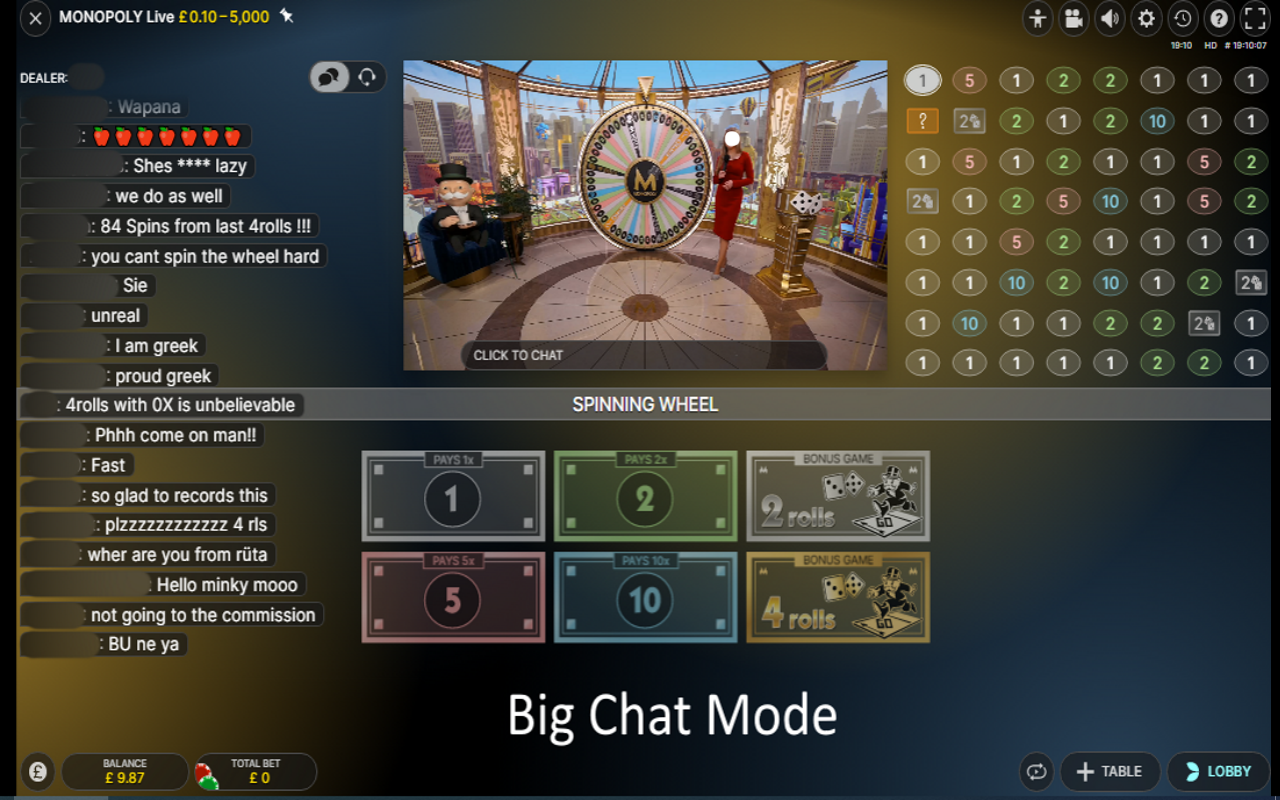 MONOPOLY Live £0.10–5,000
19:10 HD # 19:10:07
DEALER:
: Wapana
: 🍎🍎🍎🍎🍎🍎🍎
: Shes **** lazy
: we do as well
: 84 Spins from last 4rolls !!!
: you cant spin the wheel hard
Sie
: unreal
: I am greek
: proud greek
: 4rolls with 0X is unbelievable
: Phhh come on man!!
: Fast
: so glad to records this
: plzzzzzzzzzzzz 4 rls
: wher are you from rüta
: Hello minky mooo
: not going to the commission
: BU ne ya
M
CLICK TO CHAT
1 5 1 2 2 1 1 1
? 2 2 1 2 10 1 1
1 5 1 2 1 1 5 2
2 1 2 5 10 1 5 2
1 1 5 2 1 1 1 1
1 1 10 2 10 1 2 2
1 10 1 1 2 2 2 1
1 1 1 1 1 2 2 1
SPINNING WHEEL
PAYS 1x
1
PAYS 2x
2
BONUS GAME
2 rolls
GO
PAYS 5x
5
PAYS 10x
10
BONUS GAME
4 rolls
GO
Big Chat Mode
£
BALANCE
£ 9.87
TOTAL BET
£ 0
+ TABLE
LOBBY